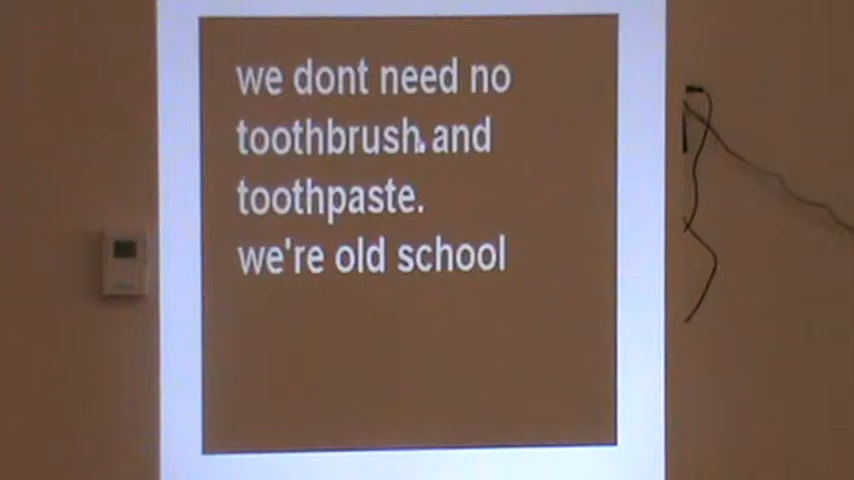 we dont need no
toothbrush and
toothpaste.
we're old school